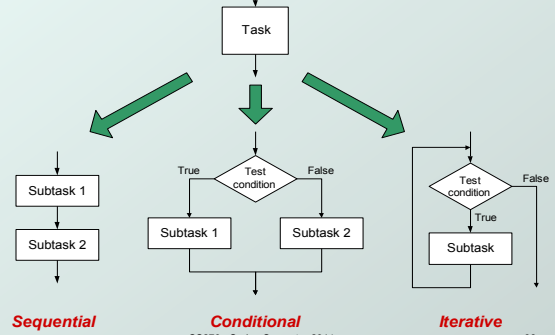 Task
True
Test
condition
False
Subtask 1
Subtask 2
Subtask 1
Subtask 2
Test
condition
False
True
Subtask
Sequential
Conditional
Iterative